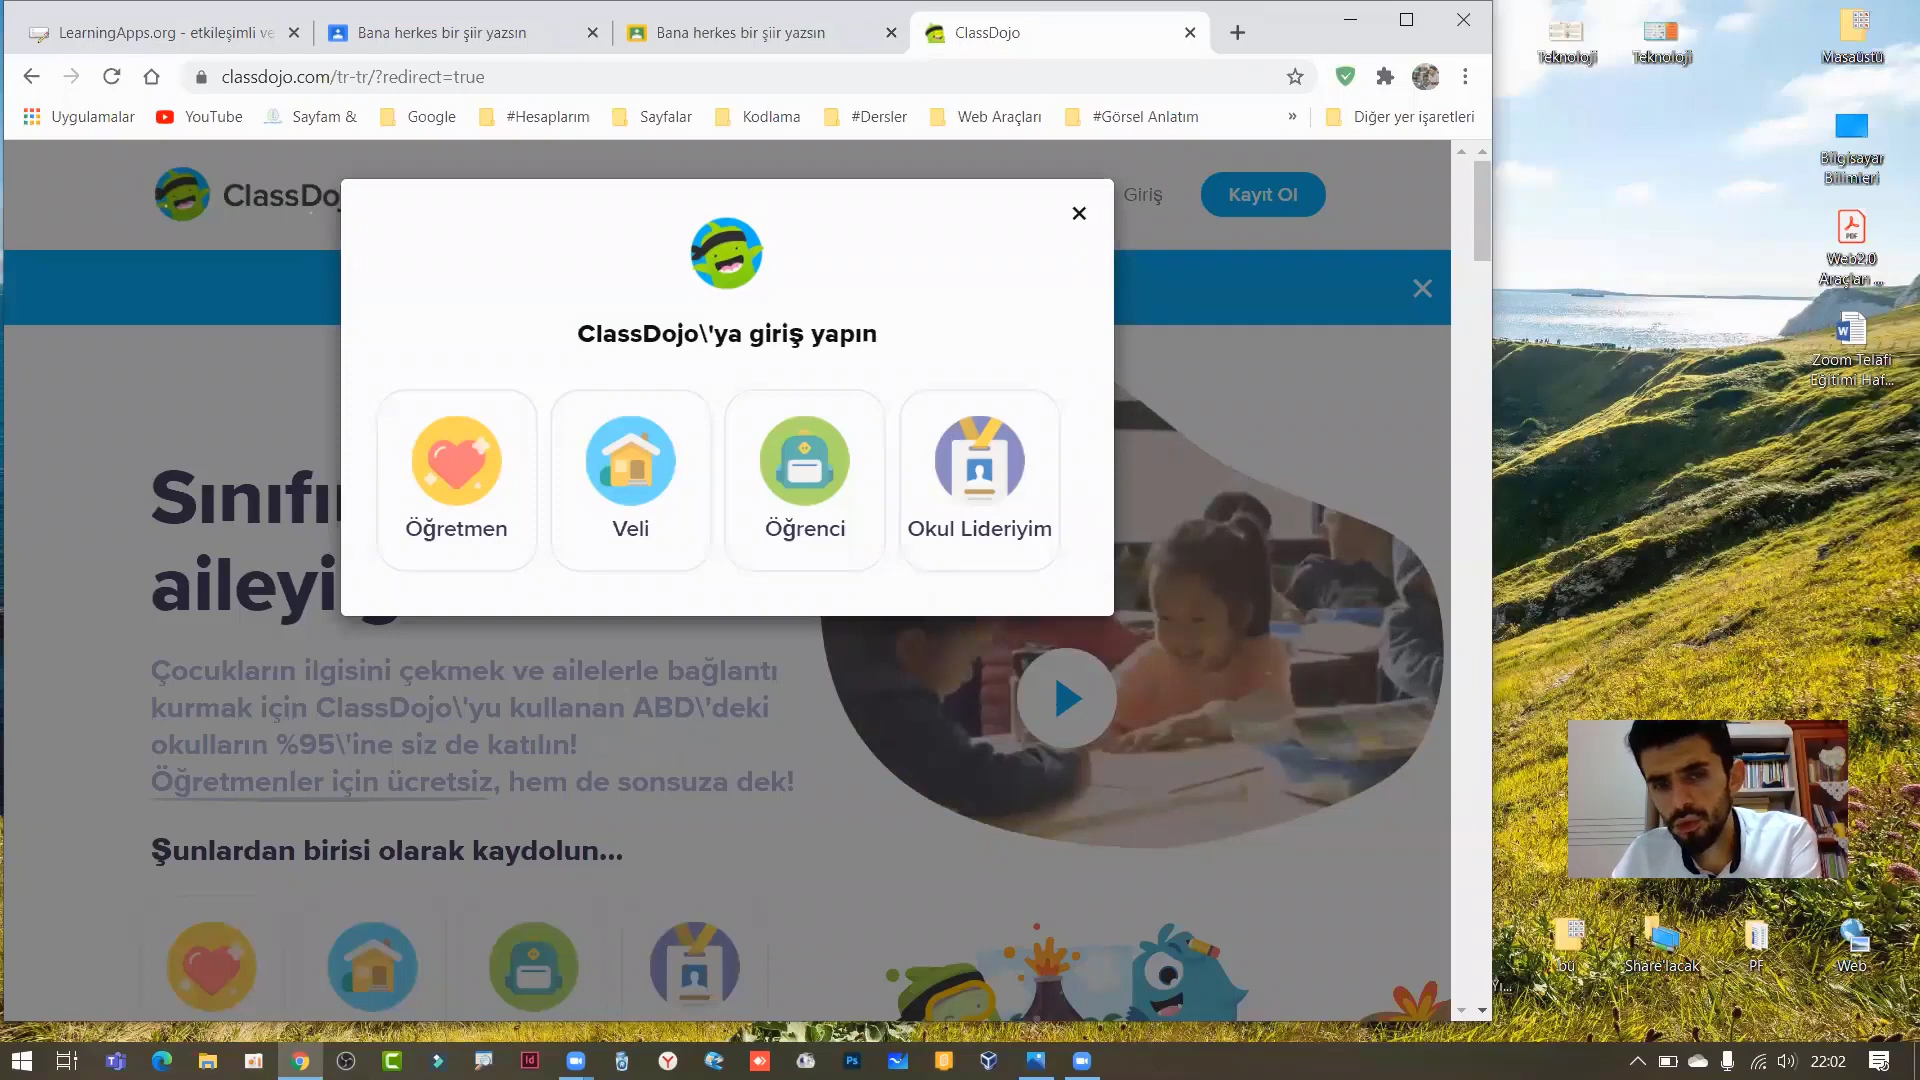 LearningApps.org - etkileşimli ve
Bana herkes bir şiir yazsın
Bana herkes bir şiir yazsın
ClassDojo
classdojo.com/tr-tr/?redirect=true
Uygulamalar
YouTube
Sayfam &
Google
#Hesaplarım
Sayfalar
Kodlama
#Dersler
Web Araçları
#Görsel Anlatım
»
Diğer yer işaretleri
ClassDo
Giriş
Kayıt Ol
ClassDojo\'ya giriş yapın
Öğretmen
Veli
Öğrenci
Okul Lideriyim
Sınıfı
aileyi
Çocukların ilgisini çekmek ve ailelerle bağlantı
kurmak için ClassDojo\'yu kullanan ABD\'deki
okulların %95\'ine siz de katılın!
Öğretmenler için ücretsiz, hem de sonsuza dek!
Şunlardan birisi olarak kaydolun...
Teknoloji
Teknoloji
Masaüstü
Bilgisayar
Bilimleri
PDF
Web2.0
Araçları ...
W
Zoom Telafi
Eğitimi Haf...
bü
Share'lacak
PF
Web
Id
Ps
22:02